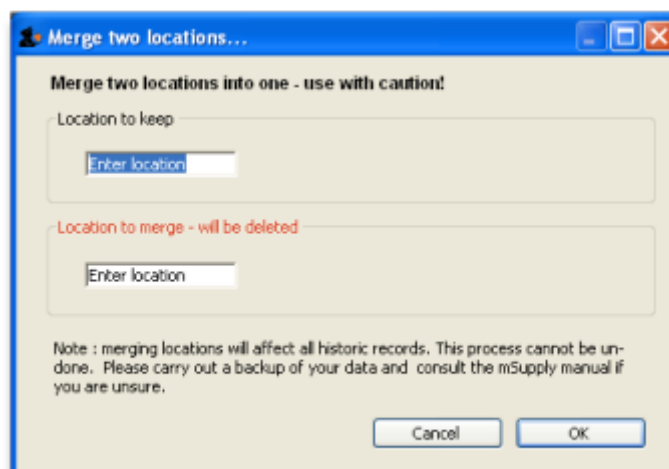 Merge two locations...
Merge two locations into one - use with caution!
Location to keep
Enter location
Location to merge - will be deleted
Enter location
Note : merging locations will affect all historic records. This process cannot be un-
done. Please carry out a backup of your data and consult the mSupply manual if
you are unsure.
Cancel OK